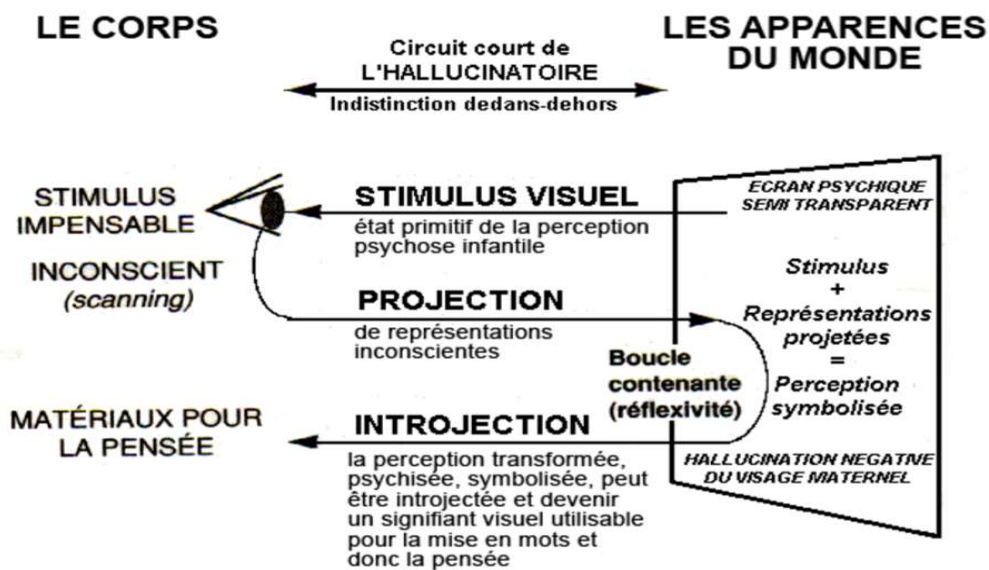 LE CORPS
Circuit court de
L'HALLUCINATOIRE
Indistinction dedans-dehors
LES APPARENCES
DU MONDE
STIMULUS
IMPENSABLE
INCONSCIENT
(scanning)
STIMULUS VISUEL
état primitif de la perception
psychose infantile
PROJECTION
de représentations
inconscientes
Boucle
contenante
(réflexivité)
MATÉRIAUX POUR
LA PENSÉE
INTROJECTION
la perception transformée,
psychisée, symbolisée, peut
être introjectée et devenir
un signifiant visuel utilisable
pour la mise en mots et
donc la pensée
ECRAN PSYCHIQUE
SEMI TRANSPARENT
Stimulus
+
Représentations
projetées
=
Perception
symbolisée
HALLUCINATION NEGATIVE
DU VISAGE MATERNEL